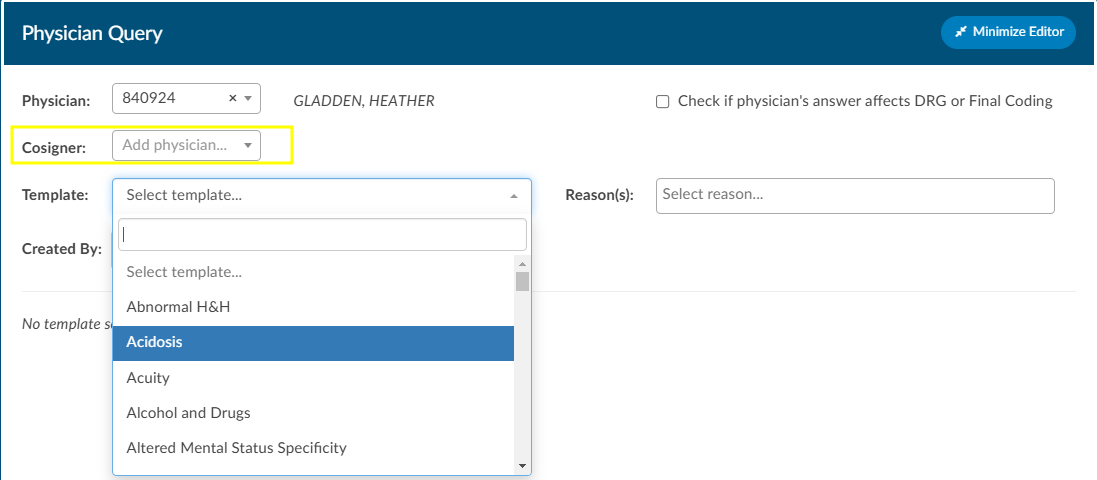 Physician Query
Minimize Editor
Physician: 840924 × GLADDEN, HEATHER
Check if physician's answer affects DRG or Final Coding
Cosigner: Add physician...
Template: Select template...
Reason(s): Select reason...
Created By:
Select template...
Abnormal H&H
No template s
Acidosis
Acuity
Alcohol and Drugs
Altered Mental Status Specificity